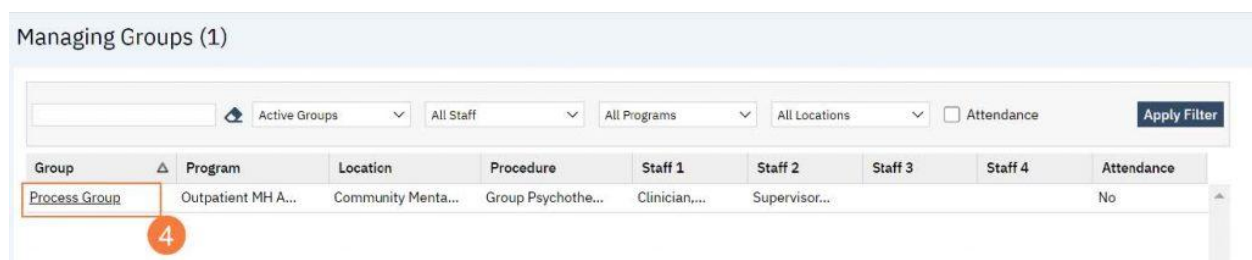 Managing Groups (1)
Active Groups All Staff All Programs All Locations Attendance Apply Filter
Group Program Location Procedure Staff 1 Staff 2 Staff 3 Staff 4 Attendance
Process Group Outpatient MH A... Community Menta... Group Psychothe... Clinician,... Supervisor... No
4